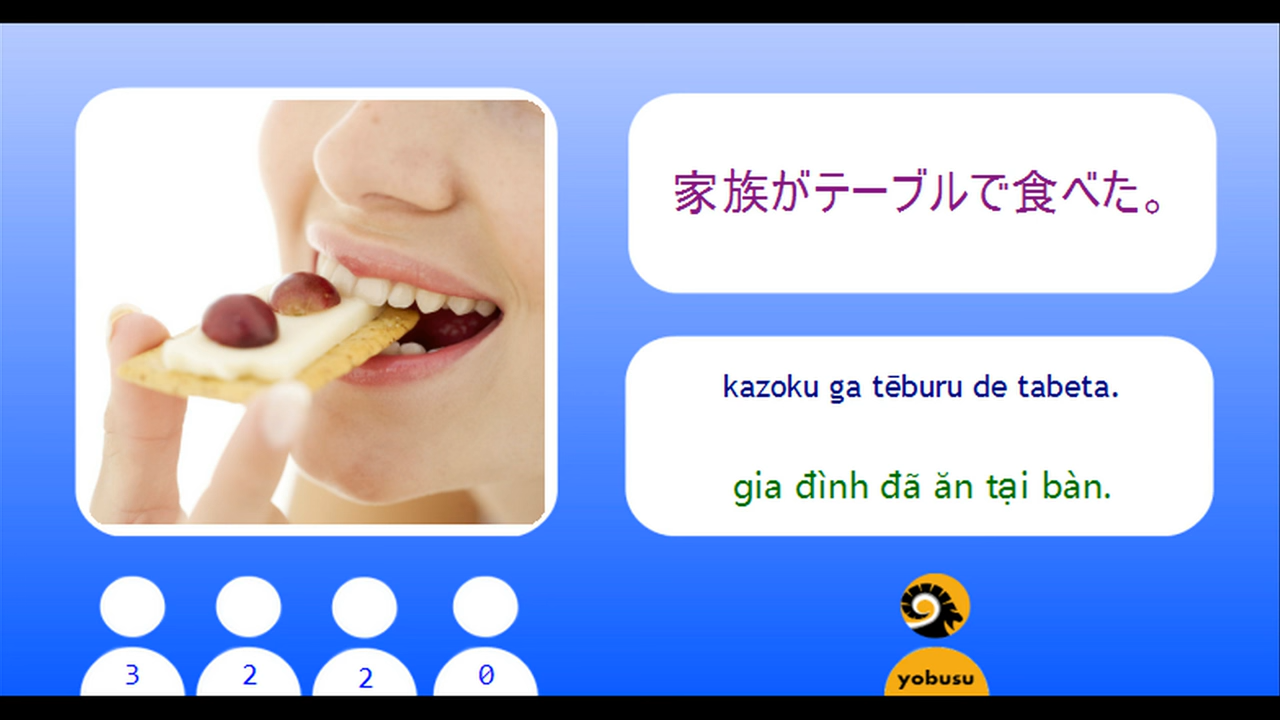 家族がテーブルで食べた。
kazoku ga tēburu de tabeta.
gia đình đã ăn tại bàn.
3 2 2 0
yobusu